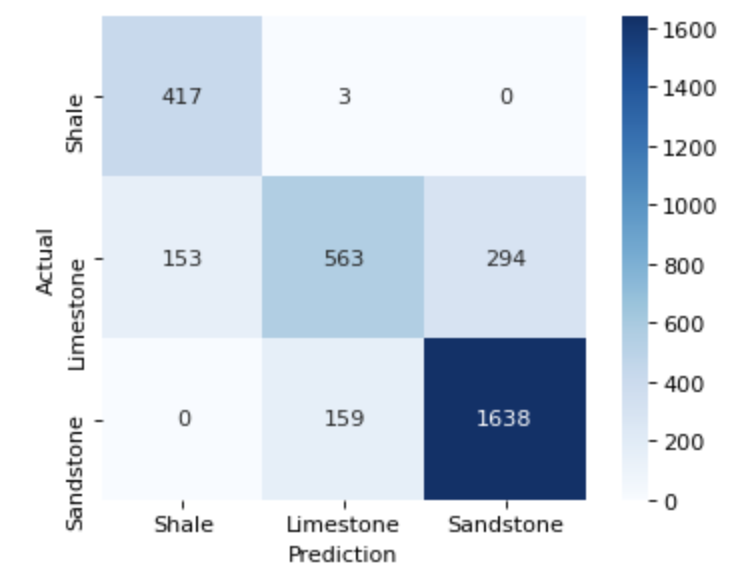 Actual
Shale
Limestone
Sandstone
417 3 0
153 563 294
0 159 1638
Shale Limestone Sandstone
Prediction
1600
1400
1200
1000
800
600
400
200
0